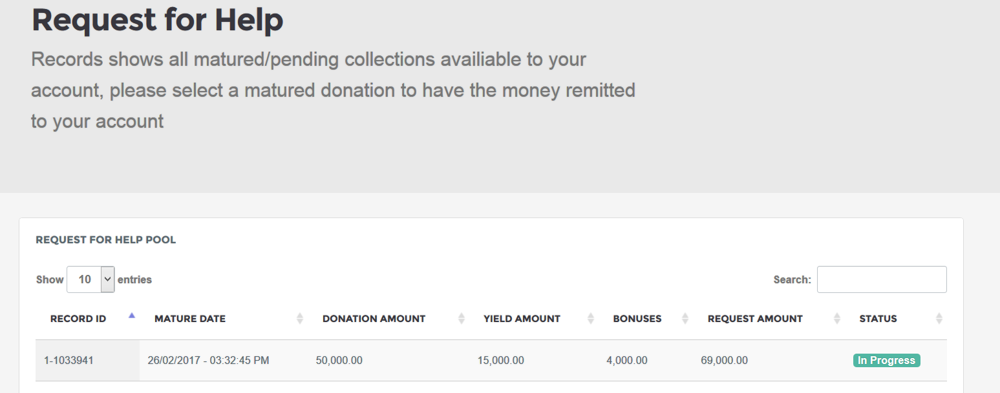 Request for Help
Records shows all matured/pending collections availiable to your
account, please select a matured donation to have the money remitted
to your account
REQUEST FOR HELP POOL
Show 10 entries Search:
RECORD ID MATURE DATE DONATION AMOUNT YIELD AMOUNT BONUSES REQUEST AMOUNT STATUS
1-1033941 26/02/2017 - 03:32:45 PM 50,000.00 15,000.00 4,000.00 69,000.00 In Progress